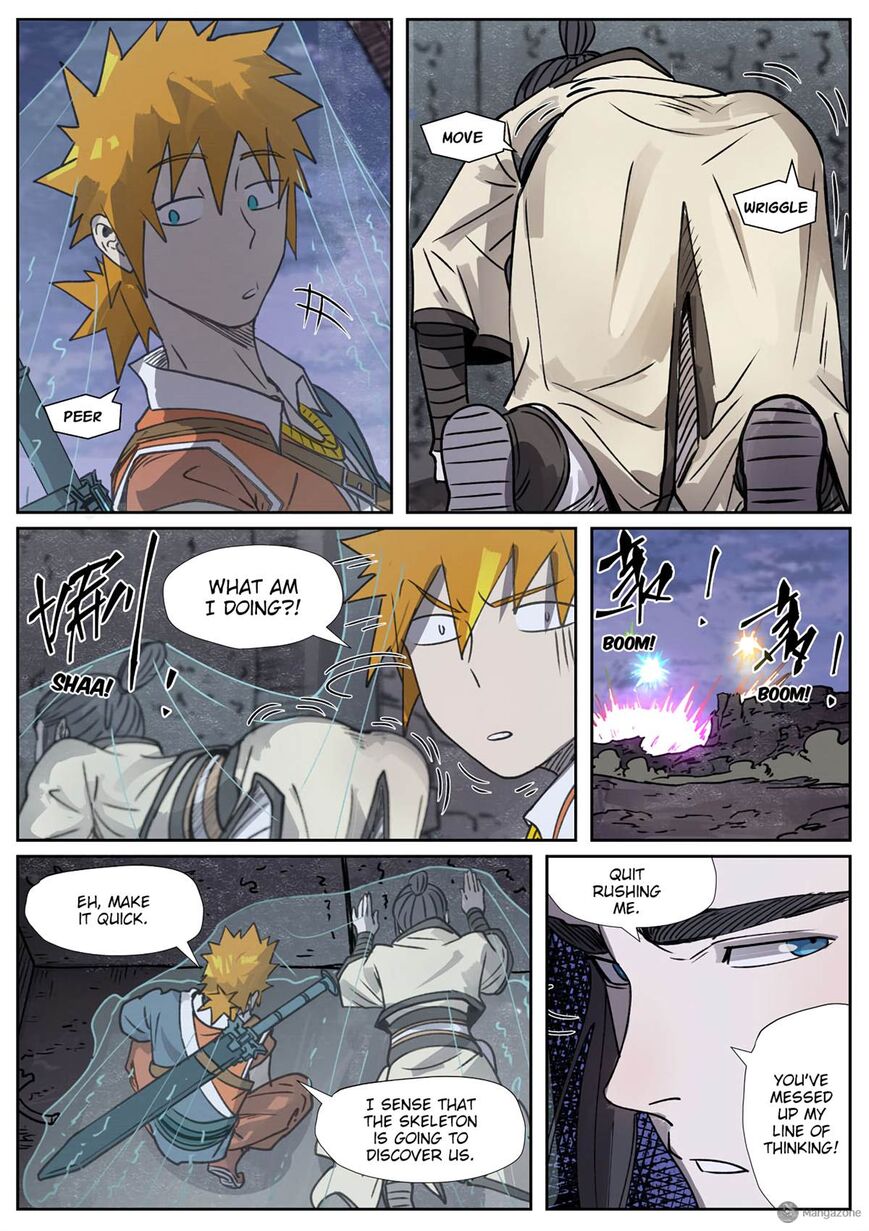 PEER
MOVE
WRIGGLE
WHAT AM
I DOING?!
SHAA!
BOOM!
BOOM!
EH, MAKE
IT QUICK.
I SENSE THAT
THE SKELETON
IS GOING TO
DISCOVER US.
QUIT
RUSHING
ME.
YOU'VE
MESSED
UP MY
LINE OF
THINKING!
Mangazone